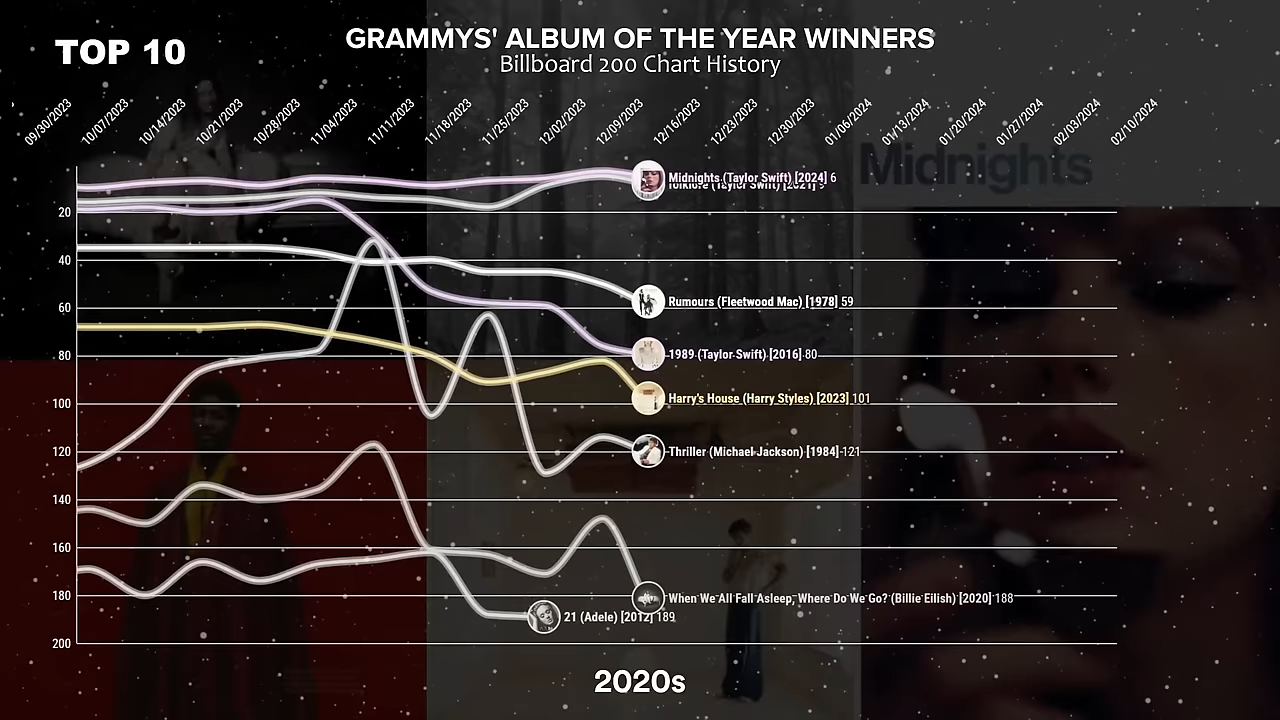 TOP 10
GRAMMYS' ALBUM OF THE YEAR WINNERS
Billboard 200 Chart History
09/30/2023
10/07/2023
10/14/2023
10/21/2023
10/28/2023
11/04/2023
11/11/2023
11/18/2023
11/25/2023
12/02/2023
12/09/2023
12/16/2023
12/23/2023
12/30/2023
01/06/2024
01/13/2024
01/20/2024
01/27/2024
02/03/2024
02/10/2024
Midnights
Midnights (Taylor Swift) [2024] 6
folklore (Taylor Swift) [2021] 9
20
40
60
80
100
120
140
160
180
200
Rumours (Fleetwood Mac) [1978] 59
1989 (Taylor Swift) [2016] 80
Harry's House (Harry Styles) [2023] 101
Thriller (Michael Jackson) [1984] 121
When We All Fall Asleep, Where Do We Go? (Billie Eilish) [2020] 188
21 (Adele) [2012] 189
2020s